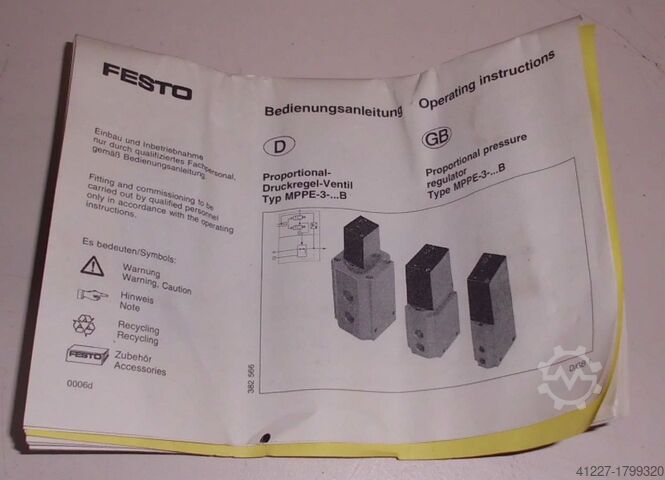 FESTO
Einbau und Inbetriebnahme
nur durch qualifiziertes Fachpersonal,
gemäß Bedienungsanleitung.
Fitting and commissioning to be
carried out by qualified personnel
only in accordance with the operating
instructions.
Es bedeuten/Symbols:
Warnung
Warning, Caution
Hinweis
Note
Recycling
Recycling
FESTO
Zubehör
Accessories
0006d
Bedienungsanleitung
D
Proportional-
Druckregel-Ventil
Typ MPPE-3-...B
Operating instructions
GB
Proportional pressure
regulator
Type MPPE-3-...B
382 566
D/GB
41227-1799320